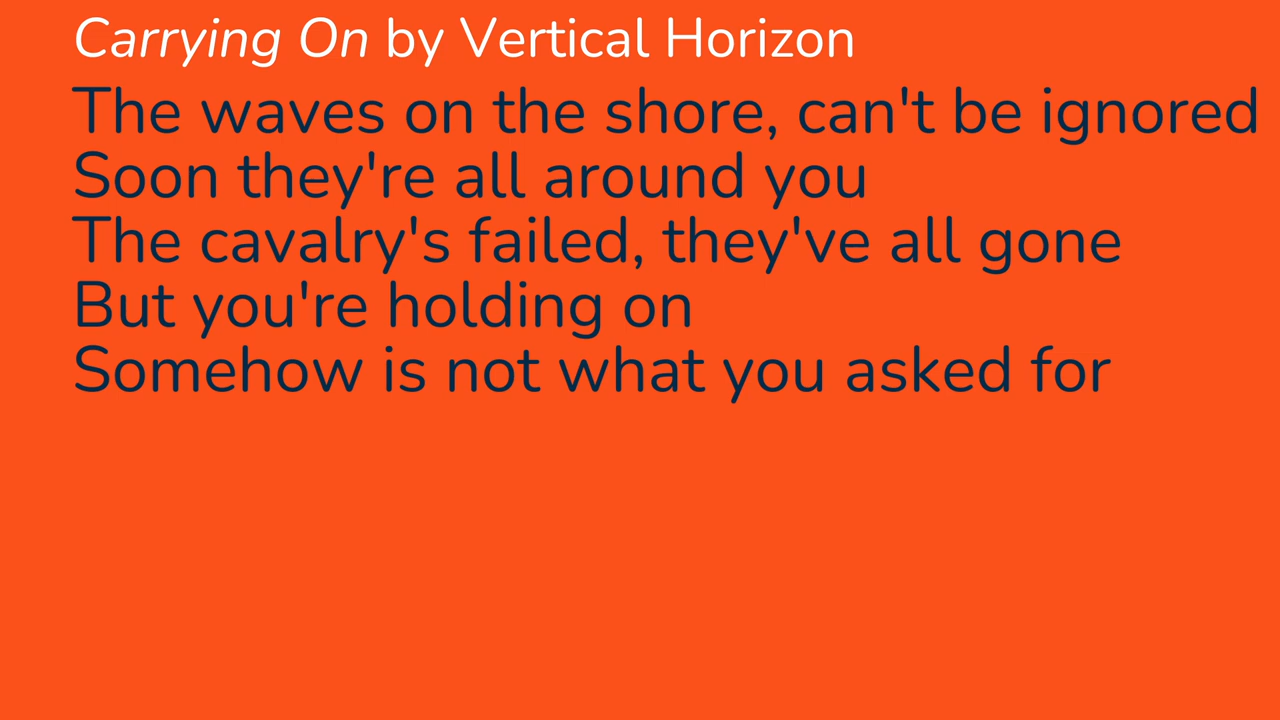 Carrying On by Vertical Horizon
The waves on the shore, can't be ignored
Soon they're all around you
The cavalry's failed, they've all gone
But you're holding on
Somehow is not what you asked for